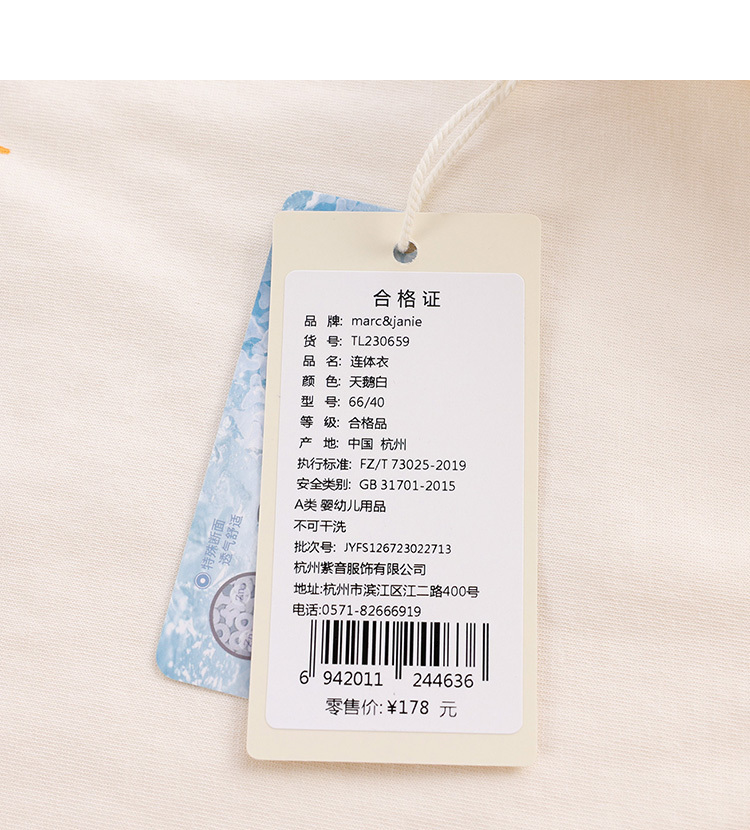 合格证
品 牌: marc&janie
货 号: TL230659
品 名: 连体衣
颜 色: 天鹅白
型 号: 66/40
等 级: 合格品
产 地: 中国 杭州
执行标准: FZ/T 73025-2019
安全类别: GB 31701-2015
A类 婴幼儿用品
不可干洗
批次号: JYFS126723022713
杭州紫音服饰有限公司
地址:杭州市滨江区江二路400号
电话:0571-82666919
6 942011 244636
零售价: ¥178 元
特殊断面
透气舒适